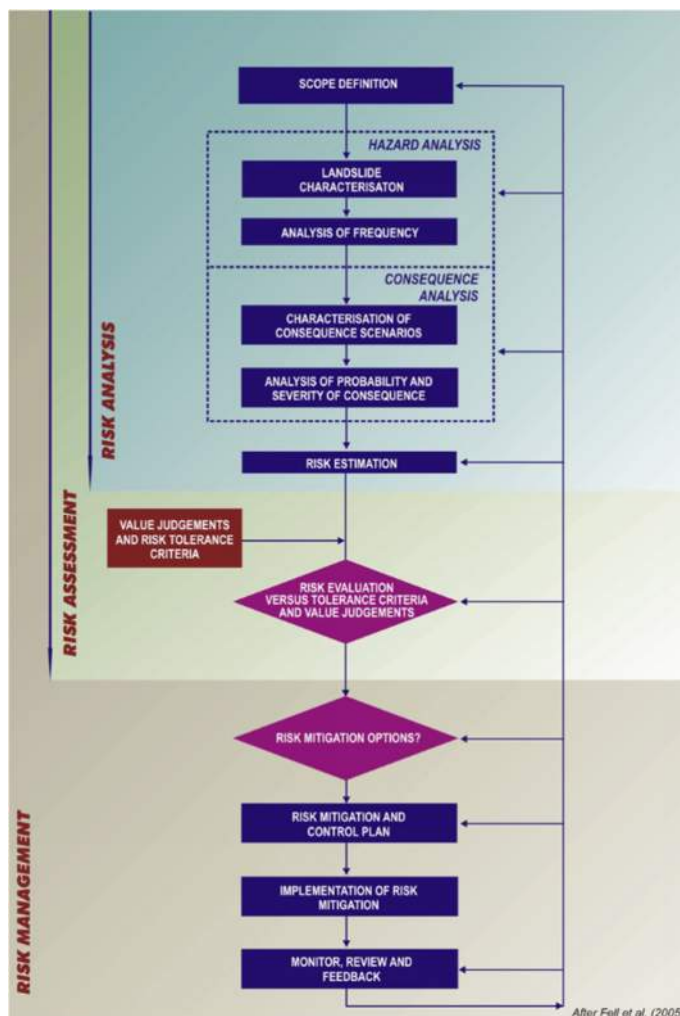 SCOPE DEFINITION
HAZARD ANALYSIS
LANDSLIDE
CHARACTERISATON
ANALYSIS OF FREQUENCY
CONSEQUENCE
ANALYSIS
CHARACTERISATION OF
CONSEQUENCE SCENARIOS
ANALYSIS OF PROBABILITY AND
SEVERITY OF CONSEQUENCE
RISK ANALYSIS
RISK ESTIMATION
VALUE JUDGEMENTS
AND RISK TOLERANCE
CRITERIA
RISK EVALUATION
VERSUS TOLERANCE CRITERIA
AND VALUE JUDGEMENTS
RISK ASSESSMENT
RISK MITIGATION OPTIONS?
RISK MITIGATION AND
CONTROL PLAN
IMPLEMENTATION OF RISK
MITIGATION
MONITOR, REVIEW AND
FEEDBACK
RISK MANAGEMENT
After Fell et al. (2005